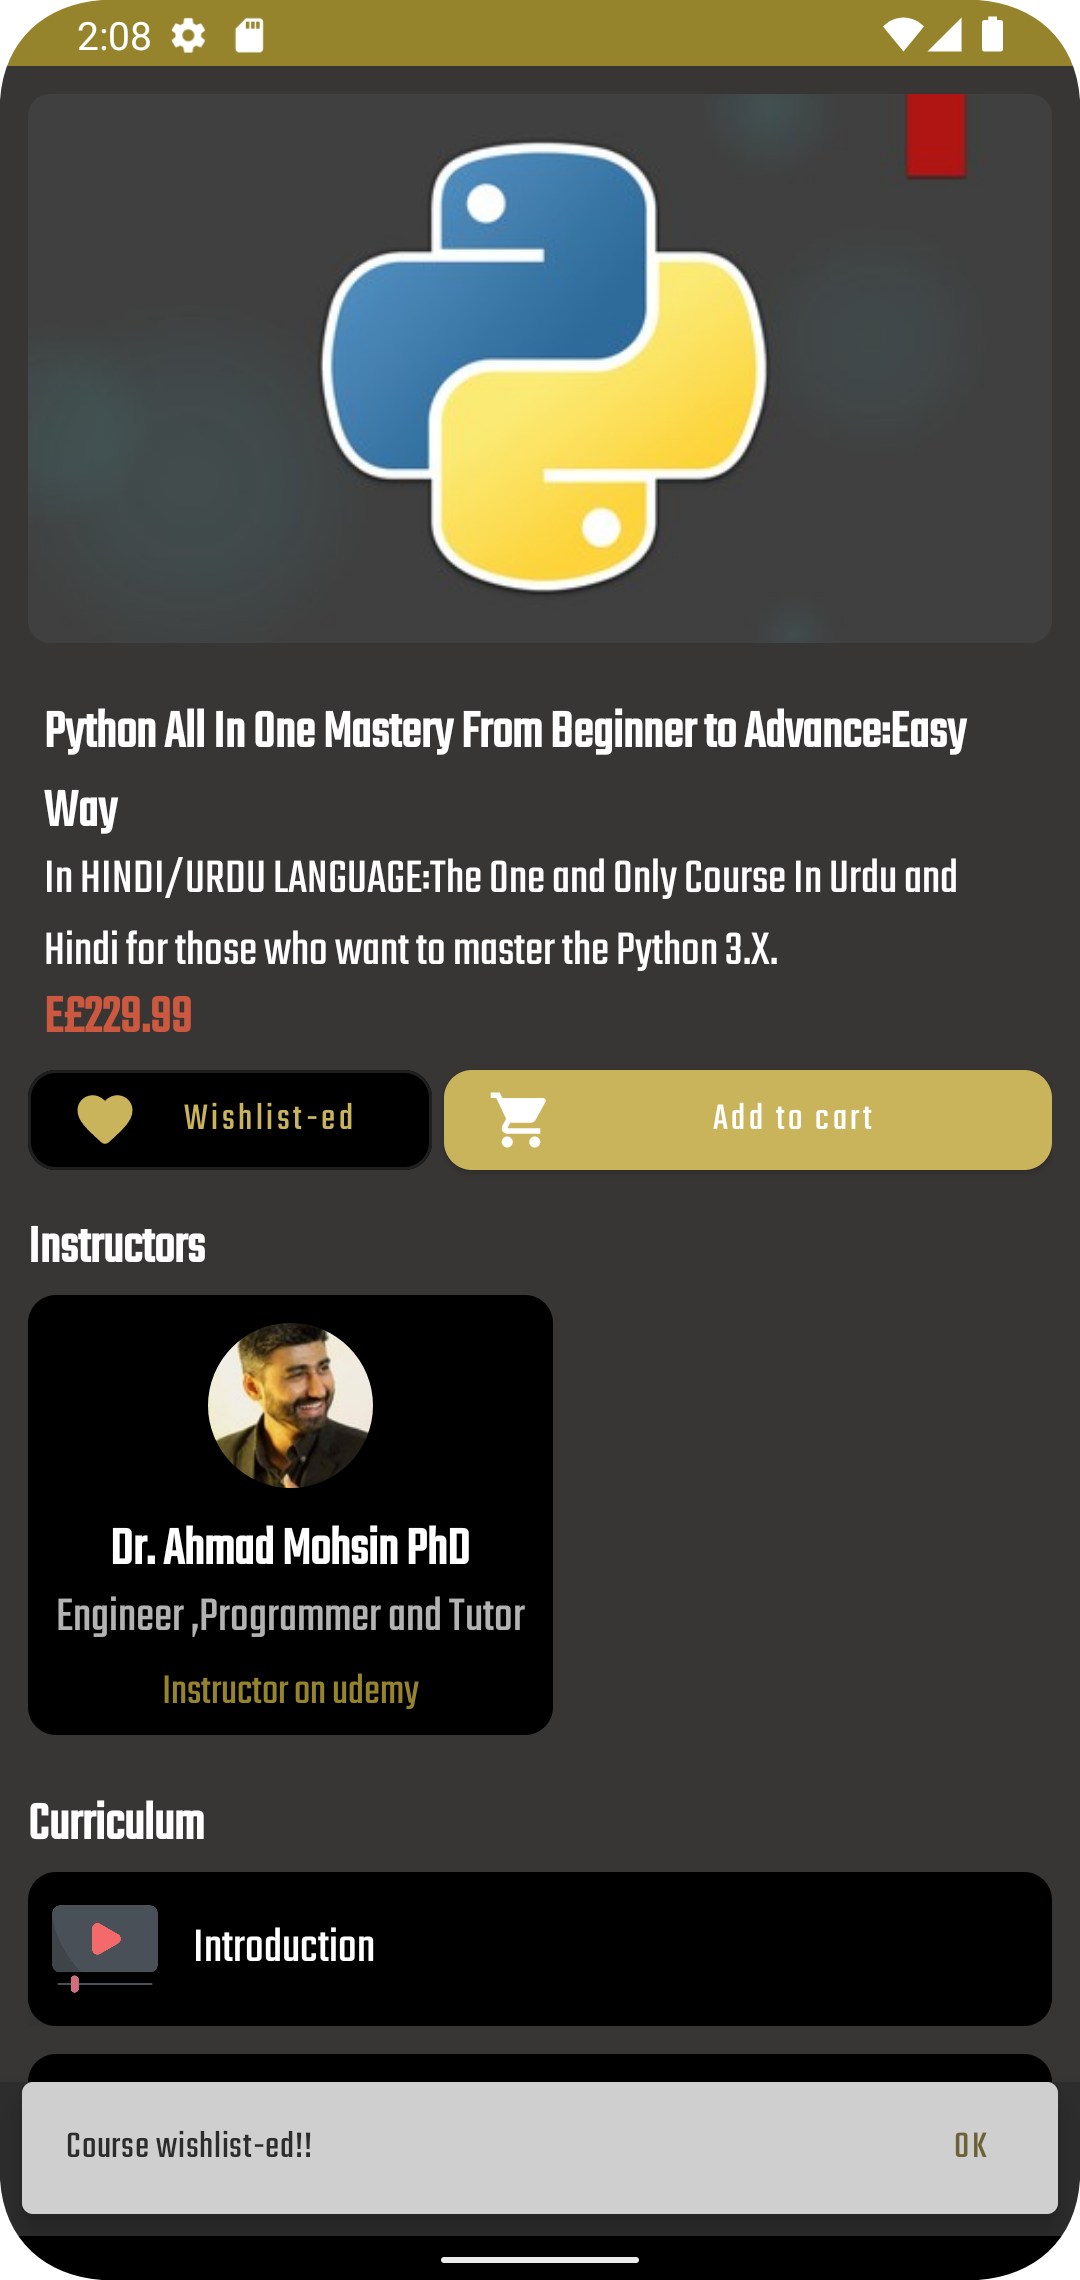 2:08
Python All In One Mastery From Beginner to Advance:Easy
Way
In HINDI/URDU LANGUAGE:The One and Only Course In Urdu and
Hindi for those who want to master the Python 3.X.
E£229.99
Wishlist-ed
Add to cart
Instructors
Dr. Ahmad Mohsin PhD
Engineer ,Programmer and Tutor
Instructor on udemy
Curriculum
Introduction
Course wishlist-ed!!
OK